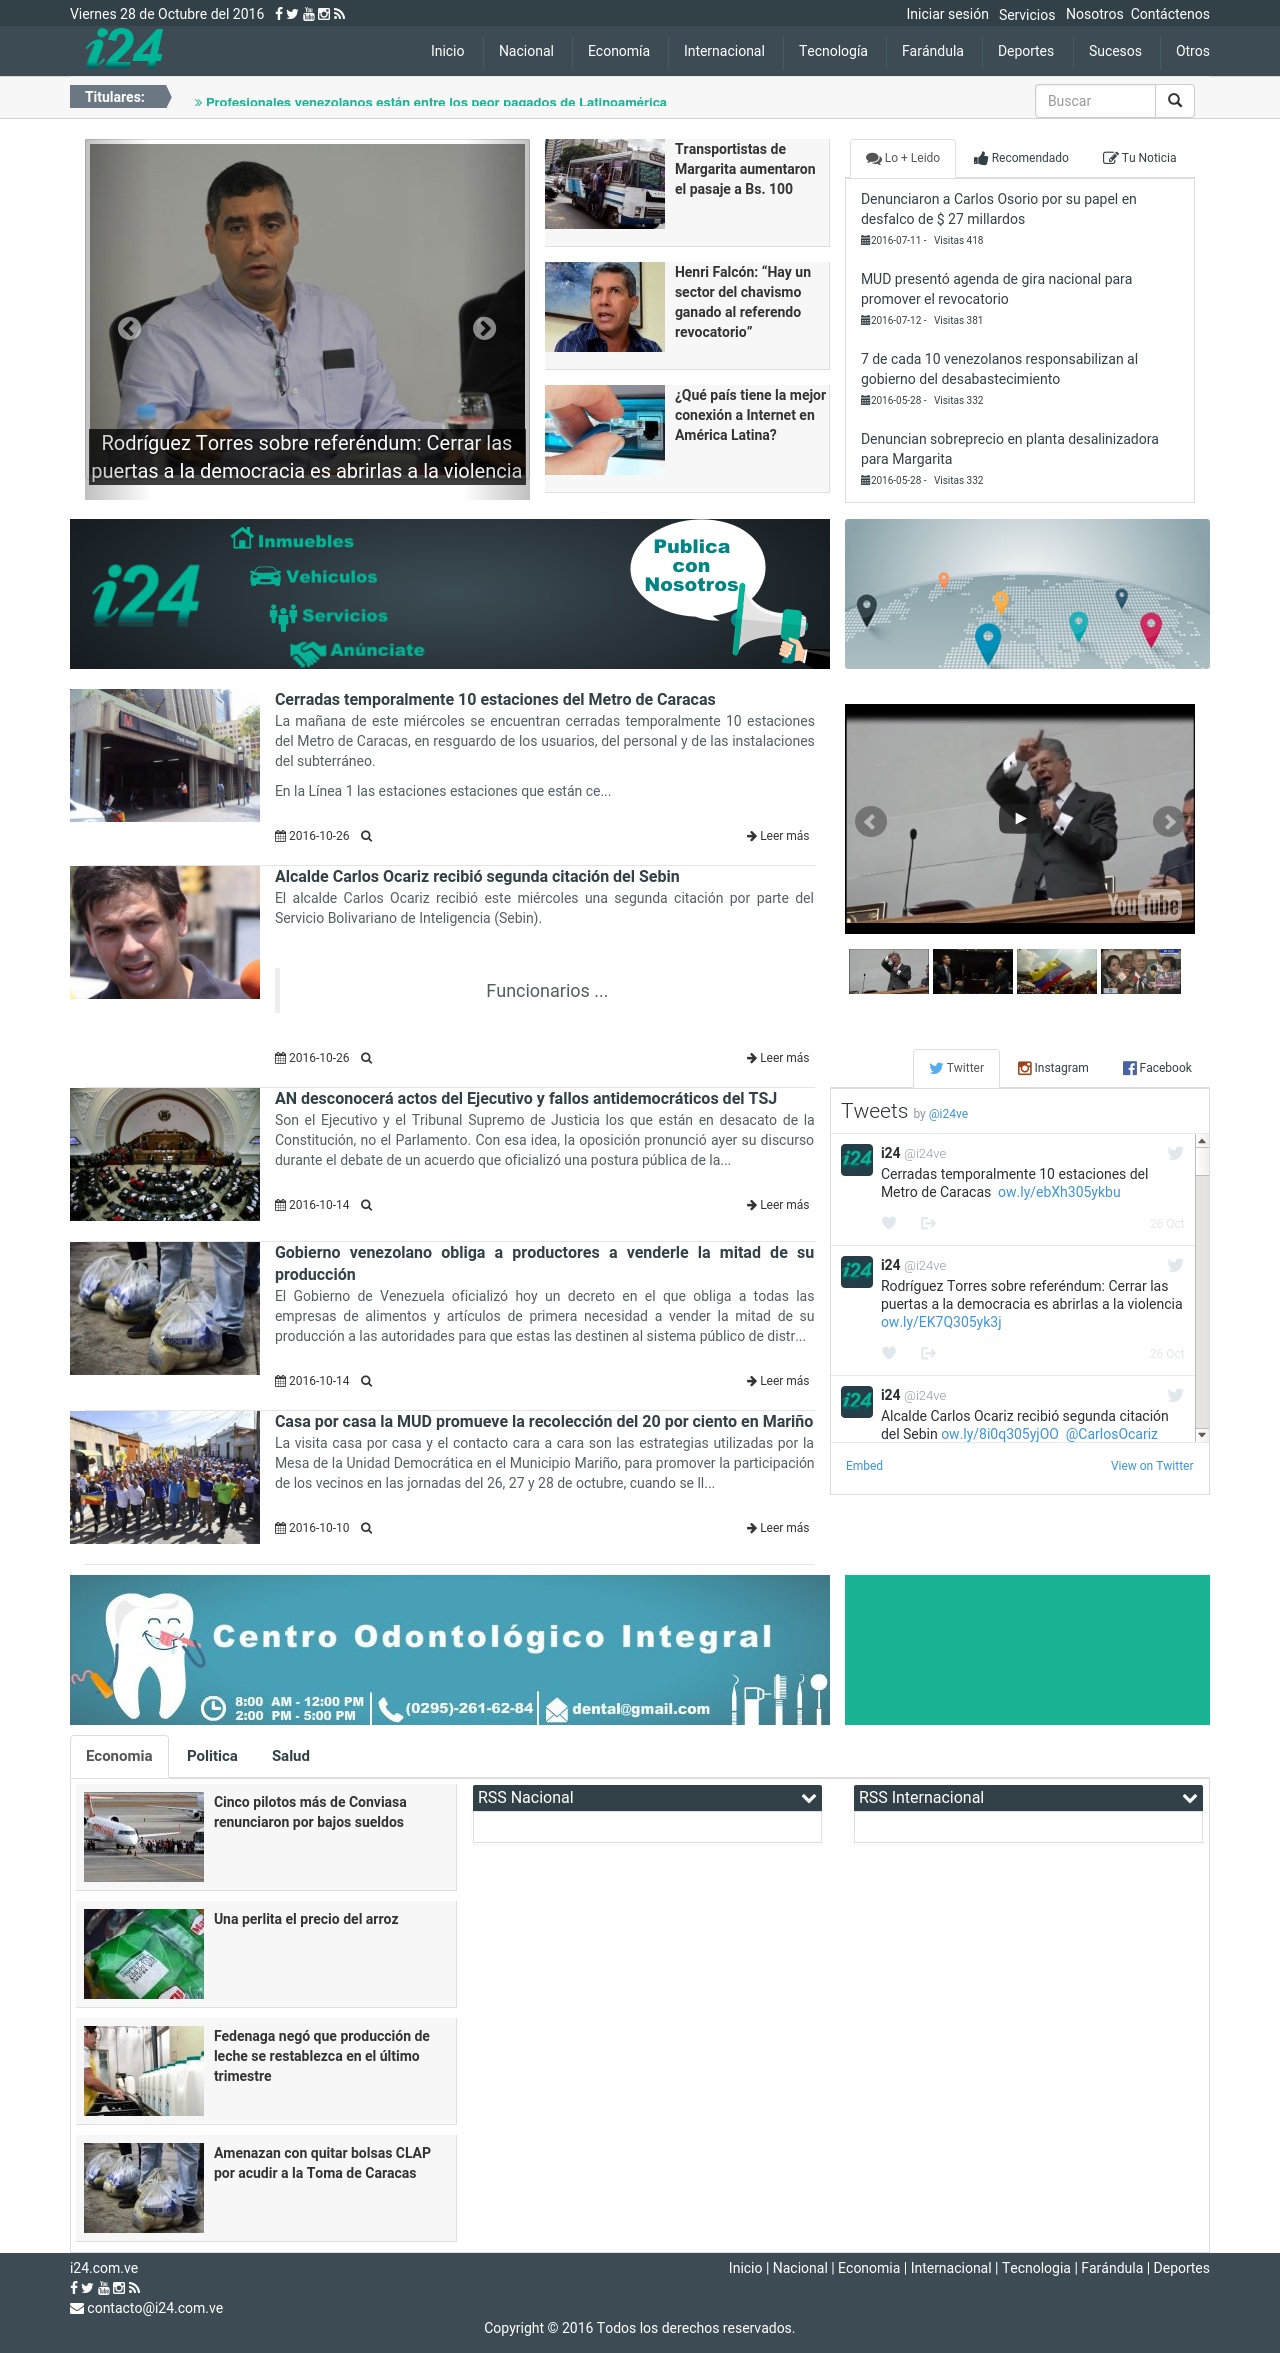 Viernes 28 de Octubre del 2016
Iniciar sesión Servicios Nosotros Contáctenos
i24
Inicio Nacional Economía Internacional Tecnología Farándula Deportes Sucesos Otros
Titulares:
» Profesionales venezolanos están entre los peor pagados de Latinoamérica
Buscar
Rodríguez Torres sobre referéndum: Cerrar las
puertas a la democracia es abrirlas a la violencia
Transportistas de
Margarita aumentaron
el pasaje a Bs. 100
Henri Falcón: “Hay un
sector del chavismo
ganado al referendo
revocatorio”
¿Qué país tiene la mejor
conexión a Internet en
América Latina?
Lo + Leido Recomendado Tu Noticia
Denunciaron a Carlos Osorio por su papel en
desfalco de $ 27 millardos
2016-07-11 - Visitas 418
MUD presentó agenda de gira nacional para
promover el revocatorio
2016-07-12 - Visitas 381
7 de cada 10 venezolanos responsabilizan al
gobierno del desabastecimiento
2016-05-28 - Visitas 332
Denuncian sobreprecio en planta desalinizadora
para Margarita
2016-05-28 - Visitas 332
i24
Inmuebles
Vehiculos
Servicios
Anúnciate
Publica
con
Nosotros
Cerradas temporalmente 10 estaciones del Metro de Caracas
La mañana de este miércoles se encuentran cerradas temporalmente 10 estaciones
del Metro de Caracas, en resguardo de los usuarios, del personal y de las instalaciones
del subterráneo.
En la Línea 1 las estaciones estaciones que están ce...
2016-10-26
Leer más
Alcalde Carlos Ocariz recibió segunda citación del Sebin
El alcalde Carlos Ocariz recibió este miércoles una segunda citación por parte del
Servicio Bolivariano de Inteligencia (Sebin).
Funcionarios ...
2016-10-26
Leer más
AN desconocerá actos del Ejecutivo y fallos antidemocráticos del TSJ
Son el Ejecutivo y el Tribunal Supremo de Justicia los que están en desacato de la
Constitución, no el Parlamento. Con esa idea, la oposición pronunció ayer su discurso
durante el debate de un acuerdo que oficializó una postura pública de la...
2016-10-14
Leer más
Gobierno venezolano obliga a productores a venderle la mitad de su
producción
El Gobierno de Venezuela oficializó hoy un decreto en el que obliga a todas las
empresas de alimentos y artículos de primera necesidad a vender la mitad de su
producción a las autoridades para que estas las destinen al sistema público de distr...
2016-10-14
Leer más
Casa por casa la MUD promueve la recolección del 20 por ciento en Mariño
La visita casa por casa y el contacto cara a cara son las estrategias utilizadas por la
Mesa de la Unidad Democrática en el Municipio Mariño, para promover la participación
de los vecinos en las jornadas del 26, 27 y 28 de octubre, cuando se ll...
2016-10-10
Leer más
YouTube
Twitter Instagram Facebook
Tweets by @i24ve
i24 @i24ve
Cerradas temporalmente 10 estaciones del
Metro de Caracas ow.ly/ebXh305ykbu
26 Oct
i24 @i24ve
Rodríguez Torres sobre referéndum: Cerrar las
puertas a la democracia es abrirlas a la violencia
ow.ly/EK7Q305yk3j
26 Oct
i24 @i24ve
Alcalde Carlos Ocariz recibió segunda citación
del Sebin ow.ly/8i0q305yjOO @CarlosOcariz
Embed
View on Twitter
Centro Odontológico Integral
8:00 AM - 12:00 PM
2:00 PM - 5:00 PM
(0295)-261-62-84
dental@gmail.com
Economia Politica Salud
Cinco pilotos más de Conviasa
renunciaron por bajos sueldos
Una perlita el precio del arroz
Fedenaga negó que producción de
leche se restablezca en el último
trimestre
Amenazan con quitar bolsas CLAP
por acudir a la Toma de Caracas
RSS Nacional
RSS Internacional
i24.com.ve
Inicio | Nacional | Economia | Internacional | Tecnologia | Farándula | Deportes
contacto@i24.com.ve
Copyright © 2016 Todos los derechos reservados.